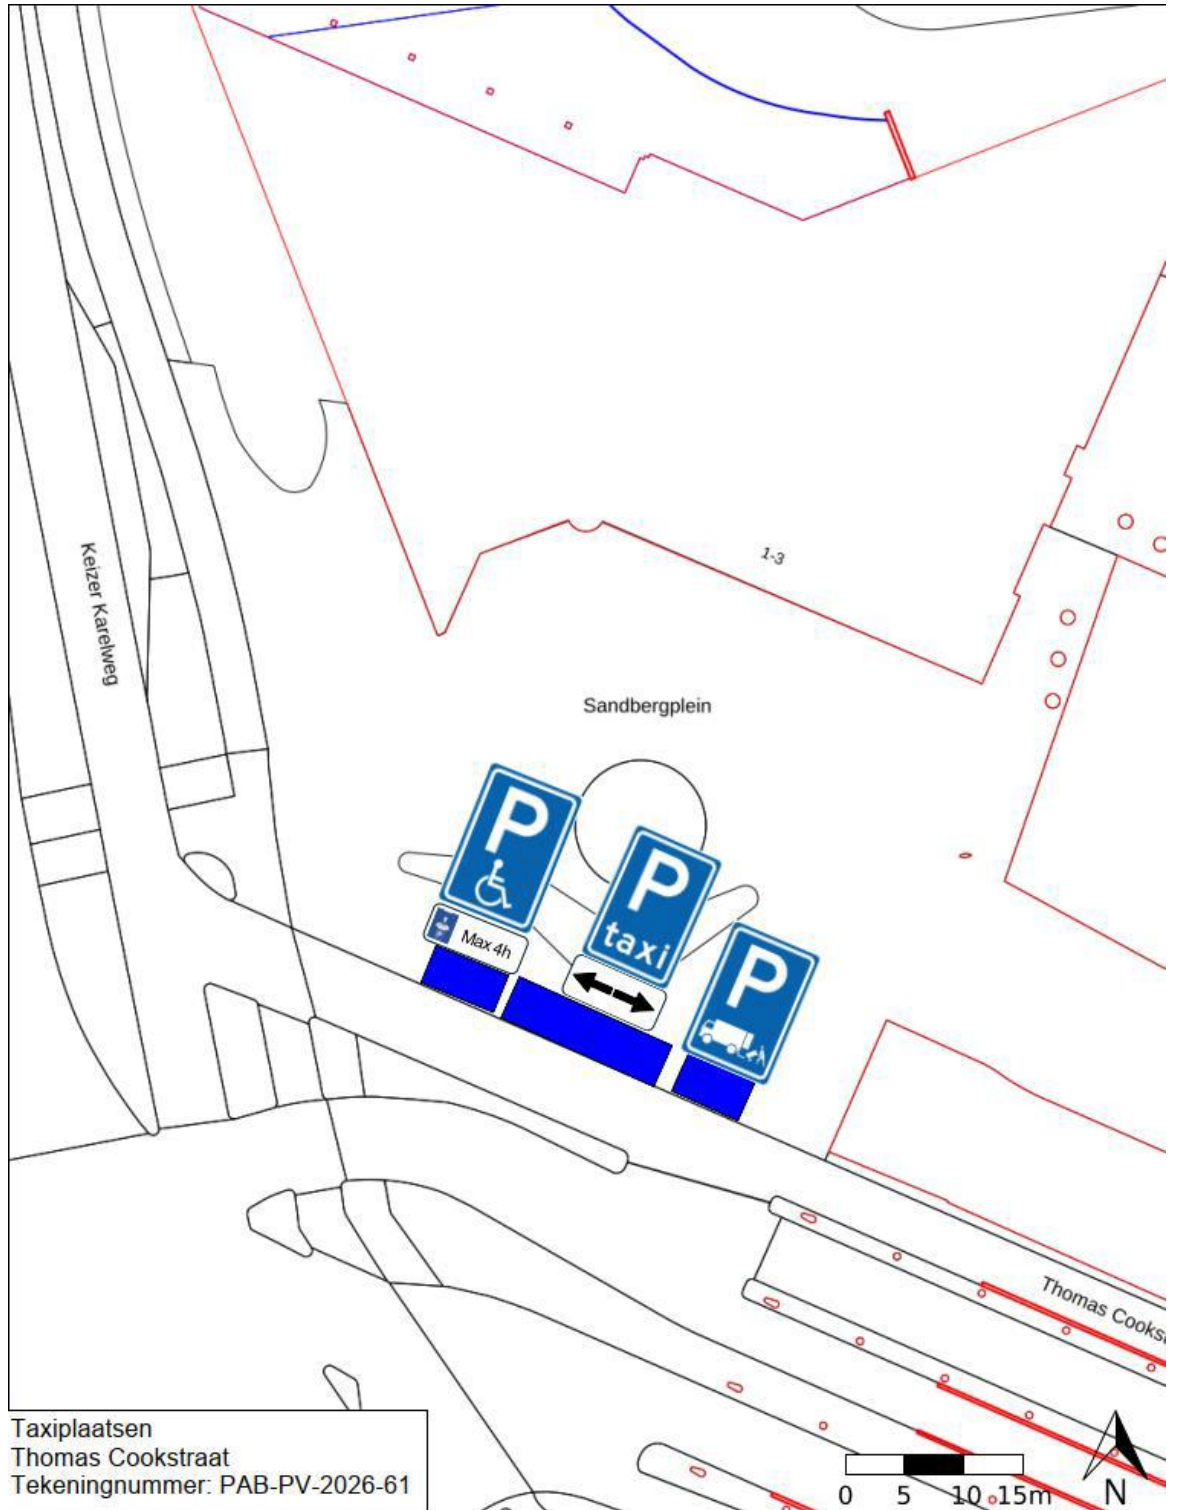 1-3
Keizer Karelweg
Sandbergplein
P
P
taxi
Max 4h
P
Thomas Cookst
Taxiplaatsen
Thomas Cookstraat
Tekeningnummer: PAB-PV-2026-61
0 5 10 15m
N